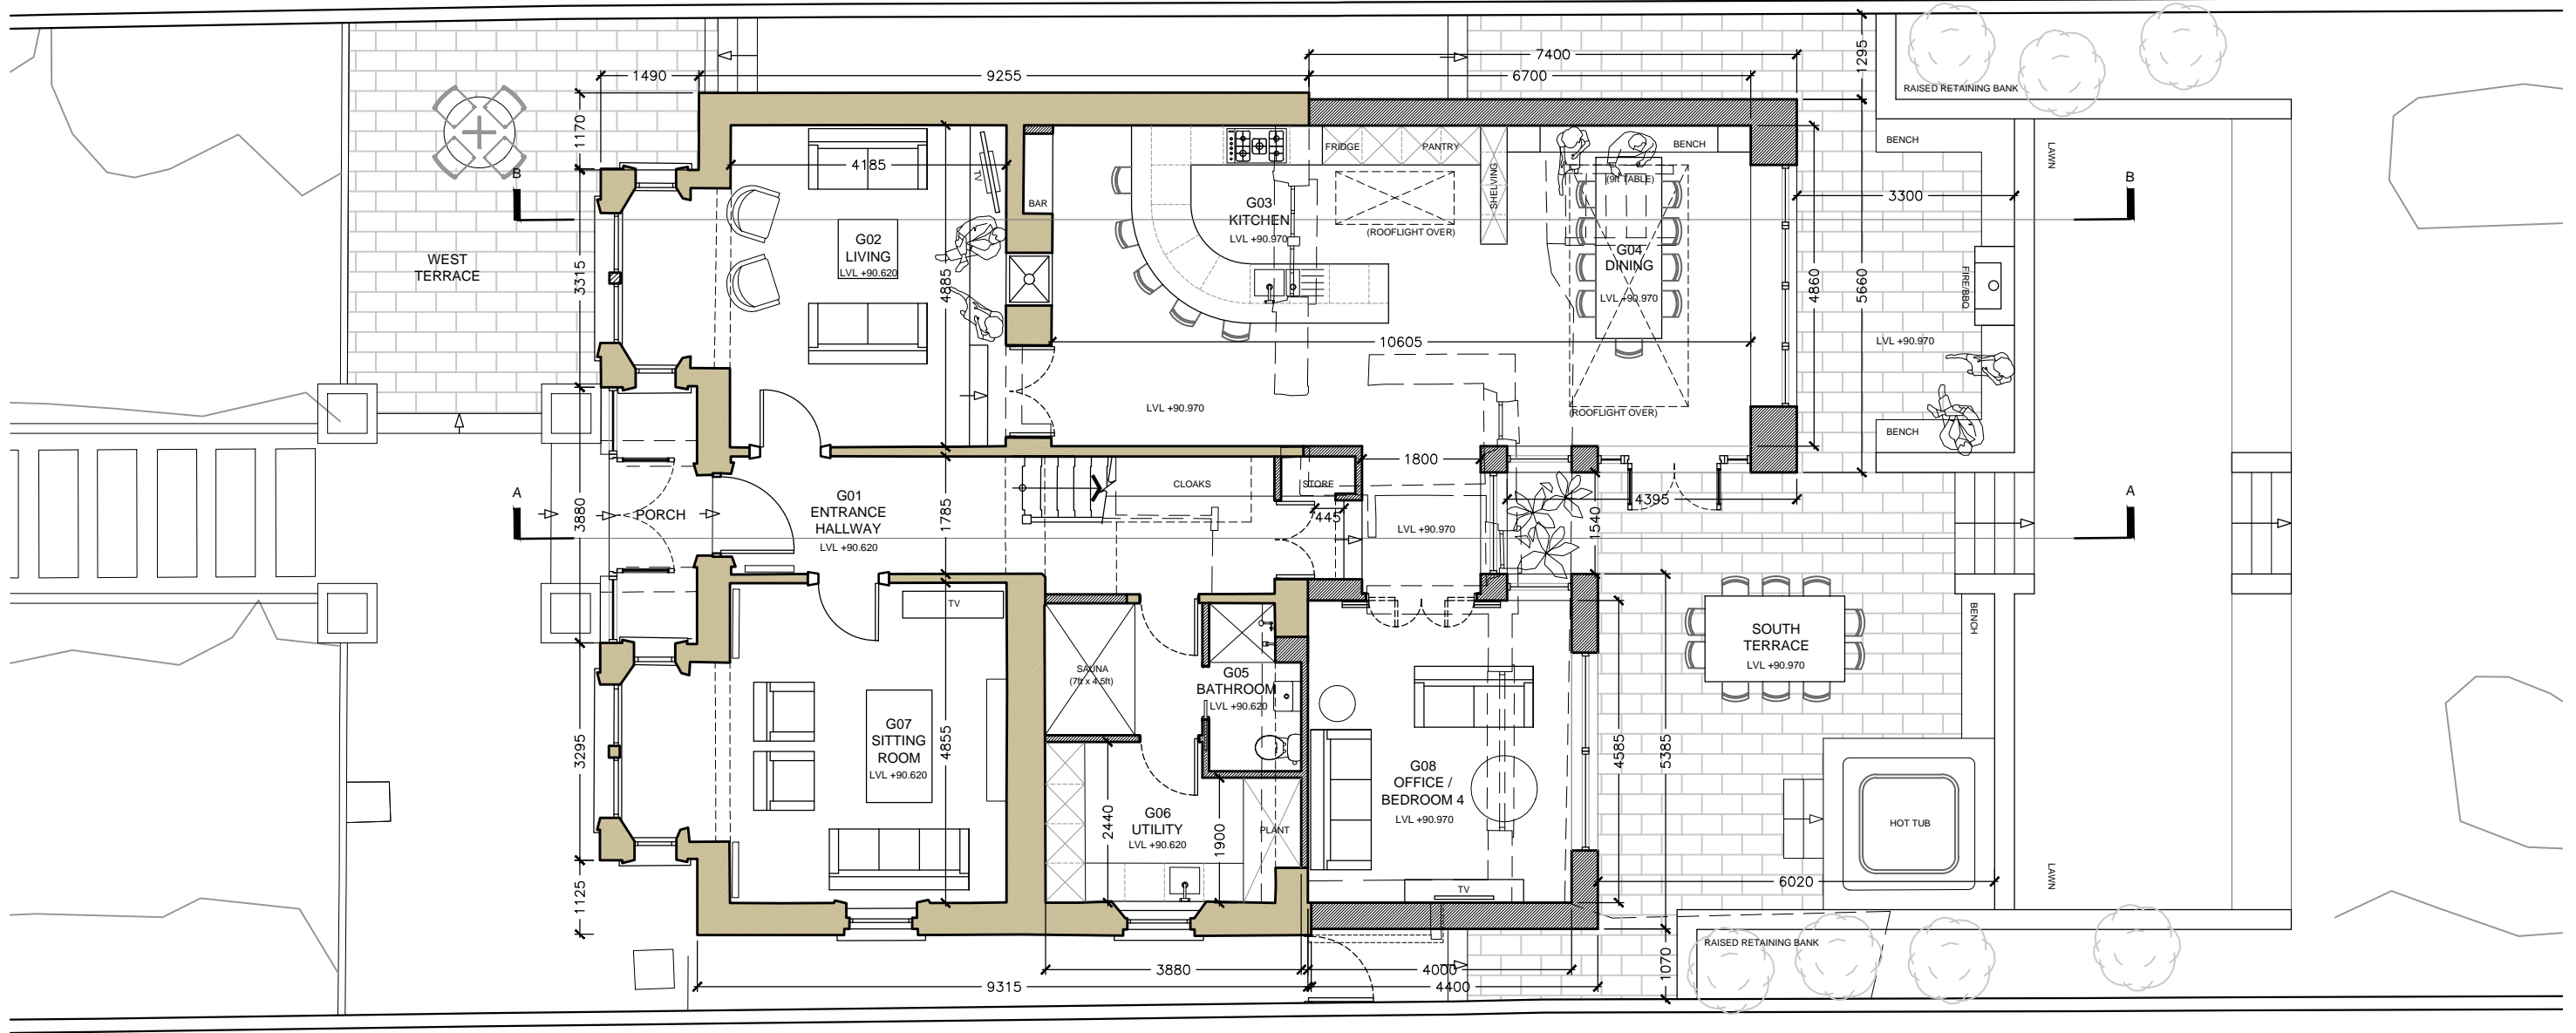 7400
1490
9255
6700
1295
RAISED RETAINING BANK
1170
4185
TV
BAR
FRIDGE
PANTRY
SHELVING
BENCH
(9ft TABLE)
BENCH
LAWN
B
B
3300
G03
KITCHEN
LVL +90.970
(ROOFLIGHT OVER)
G02
LIVING
LVL +90.620
WEST
TERRACE
3315
4885
G04
DINING
LVL +90.970
4860
5660
FIRE/BBQ
LVL +90.970
10605
LVL +90.970
(ROOFLIGHT OVER)
BENCH
1800
CLOAKS
STORE
4395
A
A
PORCH
3880
G01
ENTRANCE
HALLWAY
LVL +90.620
1785
445
LVL +90.970
1540
TV
SAUNA
(7ft x 4.5ft)
G05
BATHROOM
LVL +90.620
SOUTH
TERRACE
LVL +90.970
BENCH
G07
SITTING
ROOM
LVL +90.620
4855
3295
G08
OFFICE /
BEDROOM 4
LVL +90.970
4585
5385
2440
G06
UTILITY
LVL +90.620
1900
PLANT
HOT TUB
TV
6020
LAWN
1125
RAISED RETAINING BANK
1070
3880
4000
9315
4400